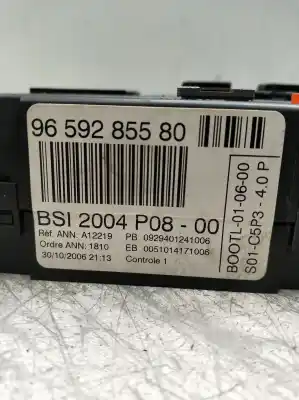 96 592 855 80
BSI 2004 P08 - 00
Réf. ANN: A12219 PB 0929401241006
Ordre ANN: 1810 EB 0051014171006
30/10/2006 21:13 Contrôle 1
BOOTL-01-06-00
S01-C5P3 - 4.0 P